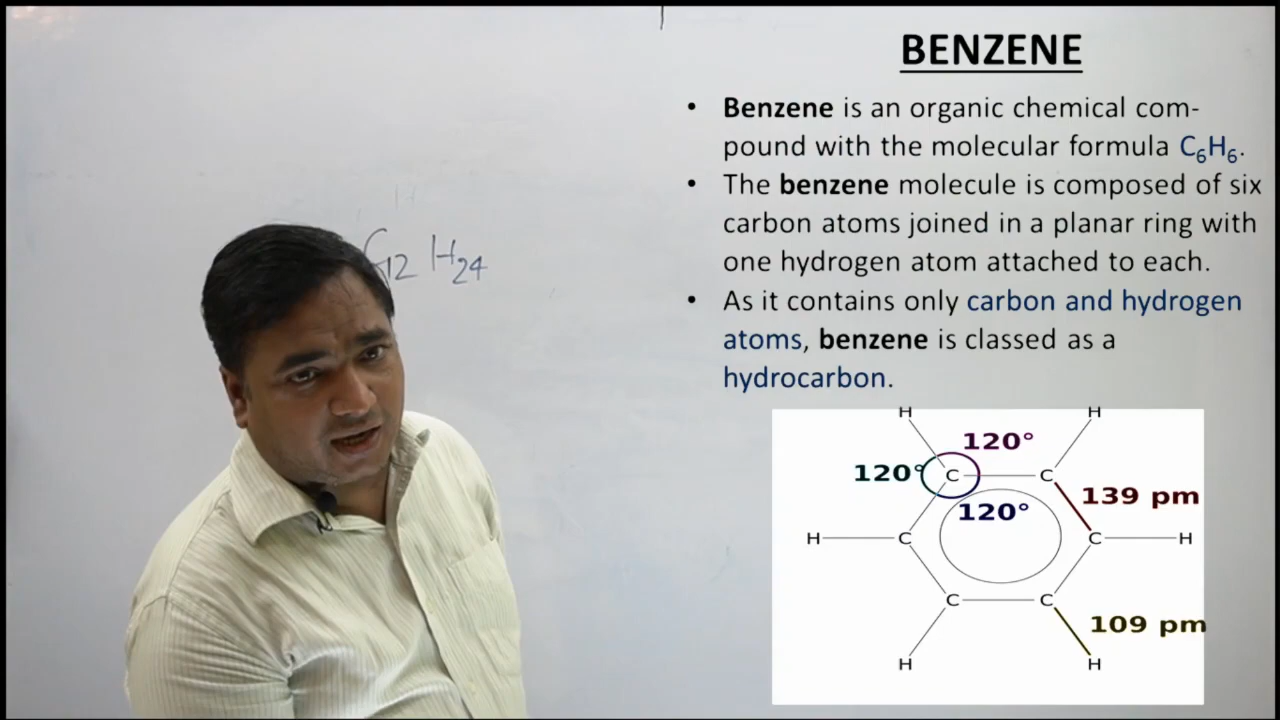 BENZENE
• Benzene is an organic chemical com-
pound with the molecular formula C₆H₆.
• The benzene molecule is composed of six
carbon atoms joined in a planar ring with
one hydrogen atom attached to each.
• As it contains only carbon and hydrogen
atoms, benzene is classed as a
hydrocarbon.
C₁₂ H₂₄
H H
120°
120° C C
139 pm
120°
H C C H
C C
109 pm
H H